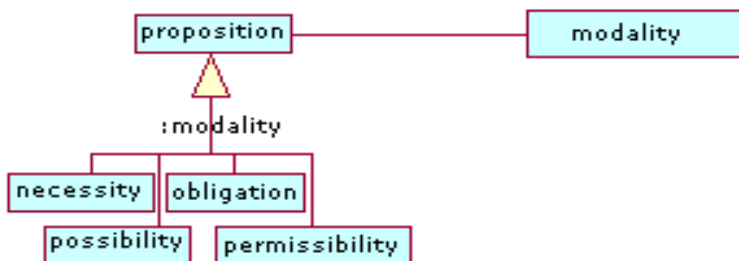 proposition
modality
:modality
necessity
obligation
possibility
permissibility